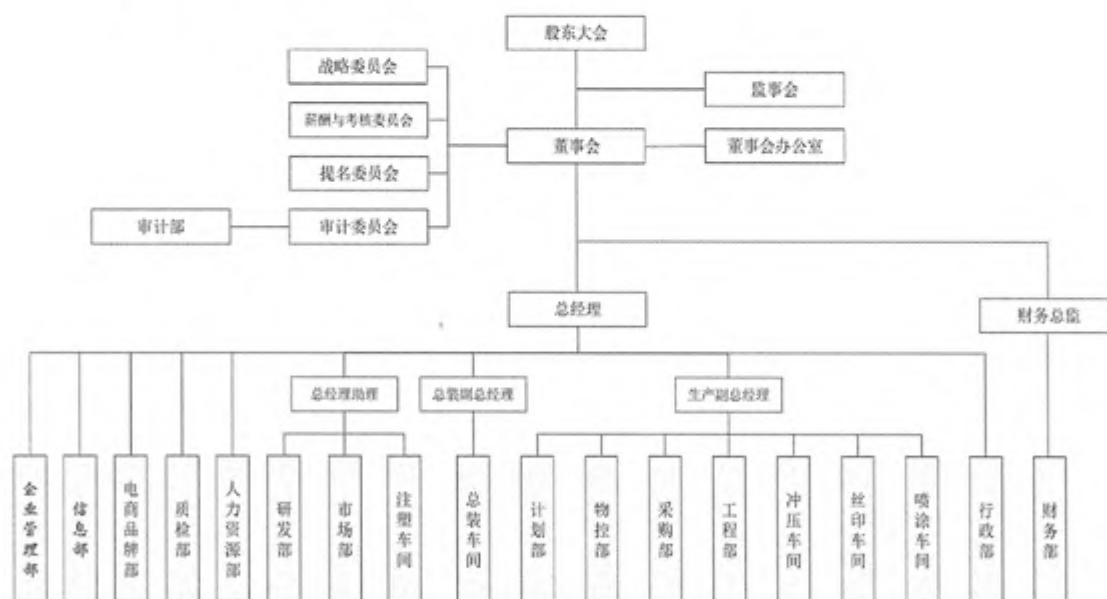 股东大会
战略委员会
监事会
薪酬与考核委员会
董事会
董事会办公室
提名委员会
审计部
审计委员会
总经理
财务总监
总经理助理
总装副总经理
生产副总经理
企业管理部
信息部
电商品牌部
质检部
人力资源部
研发部
市场部
注塑车间
总装车间
计划部
物控部
采购部
工程部
冲压车间
丝印车间
喷涂车间
行政部
财务部